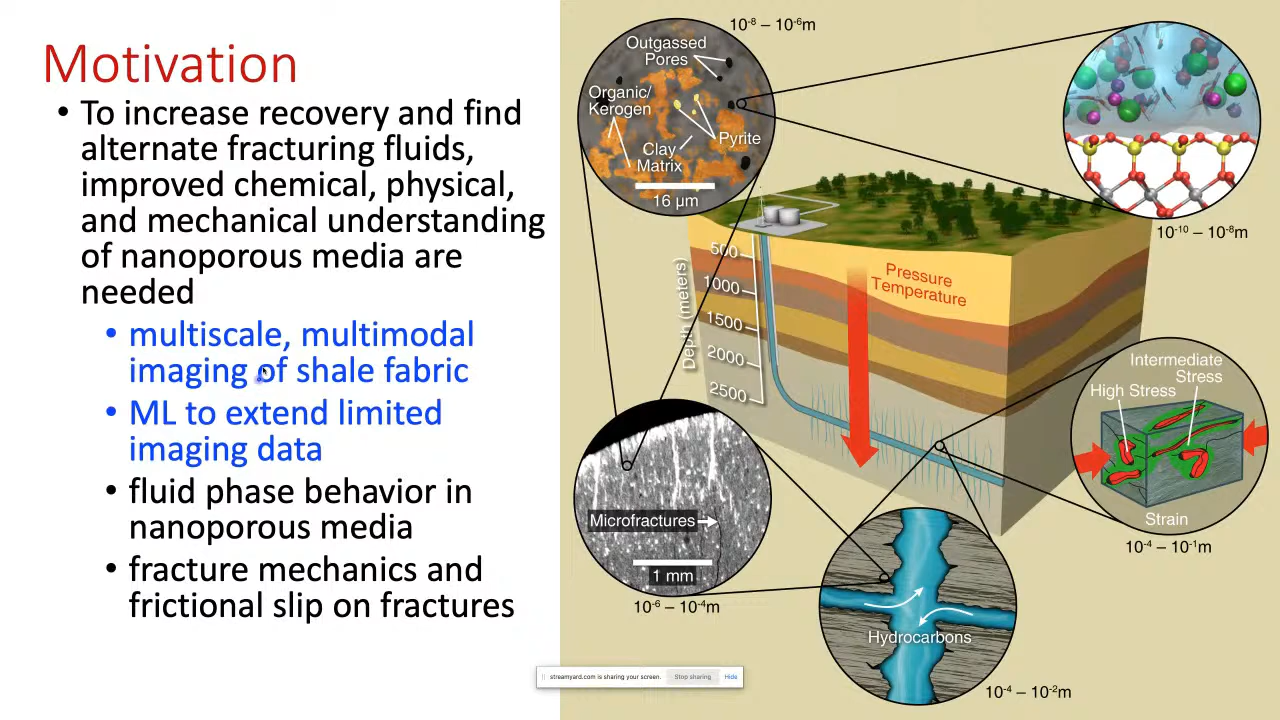 Motivation
• To increase recovery and find
alternate fracturing fluids,
improved chemical, physical,
and mechanical understanding
of nanoporous media are
needed
• multiscale, multimodal
imaging of shale fabric
• ML to extend limited
imaging data
• fluid phase behavior in
nanoporous media
• fracture mechanics and
frictional slip on fractures
10-8 – 10-6m
Outgassed
Pores
Organic/
Kerogen
Pyrite
Clay
Matrix
16 µm
10-10 – 10-8m
Depth (meters)
500
1000
1500
2000
2500
Pressure
Temperature
Intermediate
Stress
High Stress
Strain
10-4 – 10-1m
Microfractures
1 mm
10-6 – 10-4m
Hydrocarbons
10-4 – 10-2m
streamyard.com is sharing your screen.
Stop sharing
Hide